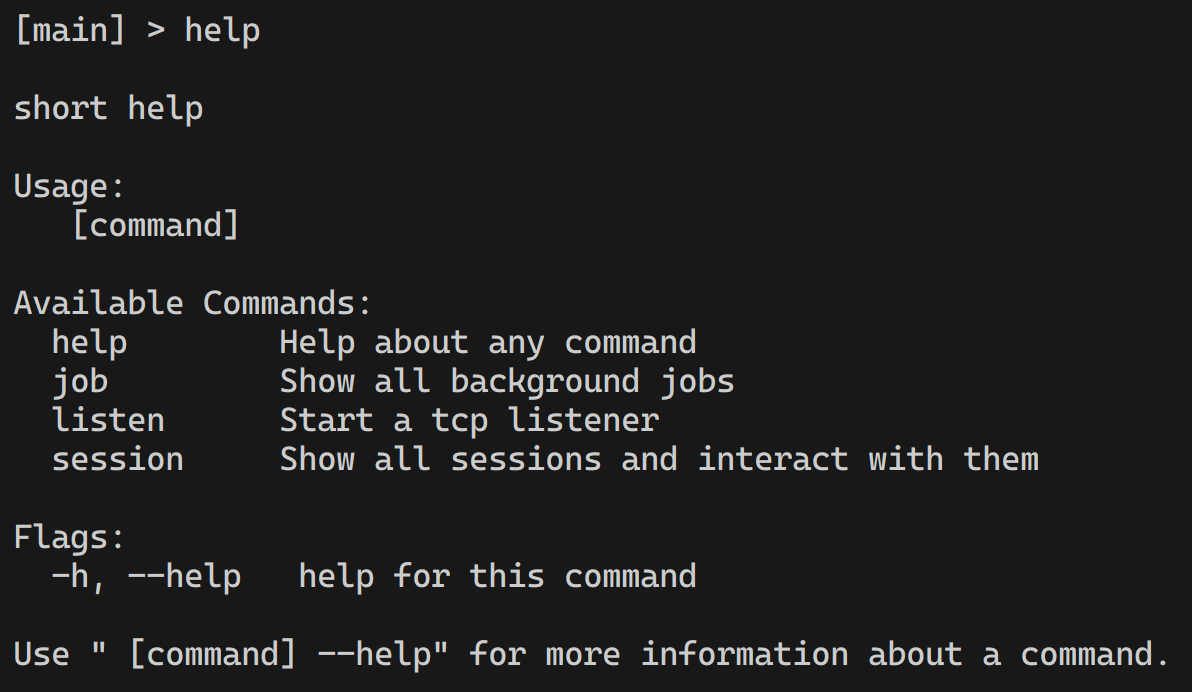 [main] > help
short help
Usage:
[command]
Available Commands:
help Help about any command
job Show all background jobs
listen Start a tcp listener
session Show all sessions and interact with them
Flags:
-h, --help help for this command
Use " [command] --help" for more information about a command.